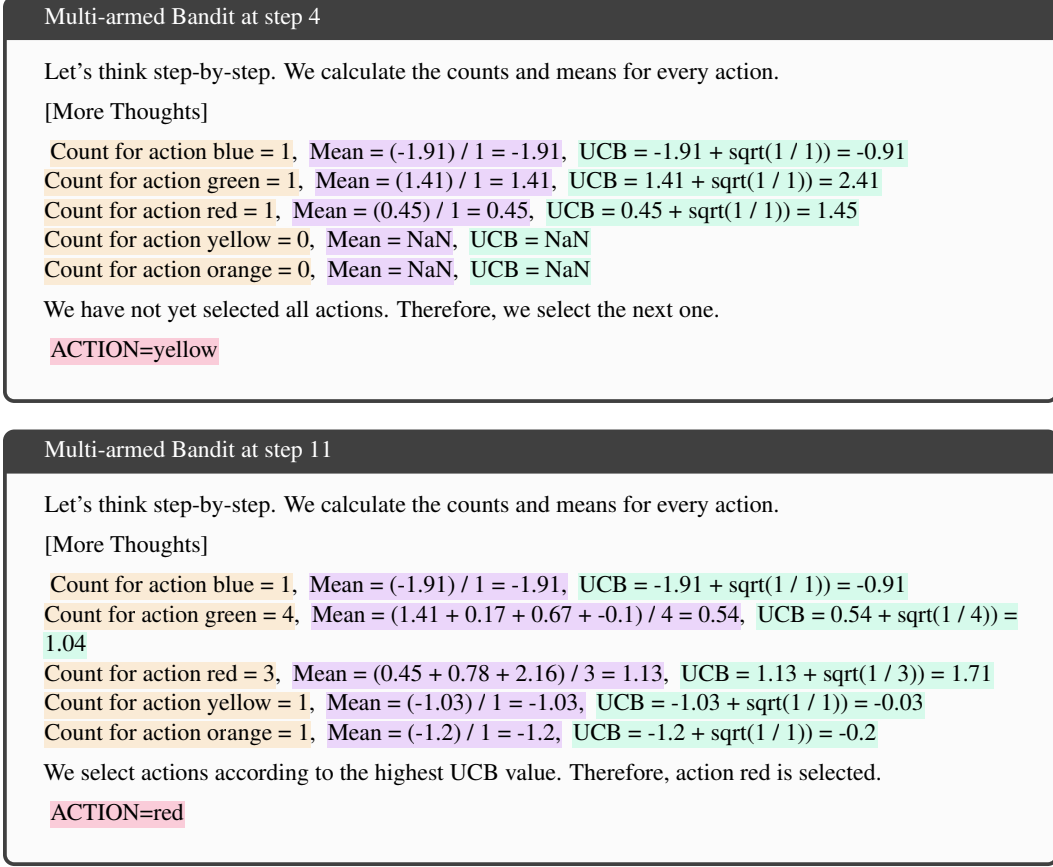 Multi-armed Bandit at step 4
Let's think step-by-step. We calculate the counts and means for every action.
[More Thoughts]
Count for action blue = 1, Mean = (-1.91) / 1 = -1.91, UCB = -1.91 + sqrt(1 / 1)) = -0.91
Count for action green = 1, Mean = (1.41) / 1 = 1.41, UCB = 1.41 + sqrt(1 / 1)) = 2.41
Count for action red = 1, Mean = (0.45) / 1 = 0.45, UCB = 0.45 + sqrt(1 / 1)) = 1.45
Count for action yellow = 0, Mean = NaN, UCB = NaN
Count for action orange = 0, Mean = NaN, UCB = NaN
We have not yet selected all actions. Therefore, we select the next one.
ACTION=yellow
Multi-armed Bandit at step 11
Let's think step-by-step. We calculate the counts and means for every action.
[More Thoughts]
Count for action blue = 1, Mean = (-1.91) / 1 = -1.91, UCB = -1.91 + sqrt(1 / 1)) = -0.91
Count for action green = 4, Mean = (1.41 + 0.17 + 0.67 + -0.1) / 4 = 0.54, UCB = 0.54 + sqrt(1 / 4)) =
1.04
Count for action red = 3, Mean = (0.45 + 0.78 + 2.16) / 3 = 1.13, UCB = 1.13 + sqrt(1 / 3)) = 1.71
Count for action yellow = 1, Mean = (-1.03) / 1 = -1.03, UCB = -1.03 + sqrt(1 / 1)) = -0.03
Count for action orange = 1, Mean = (-1.2) / 1 = -1.2, UCB = -1.2 + sqrt(1 / 1)) = -0.2
We select actions according to the highest UCB value. Therefore, action red is selected.
ACTION=red